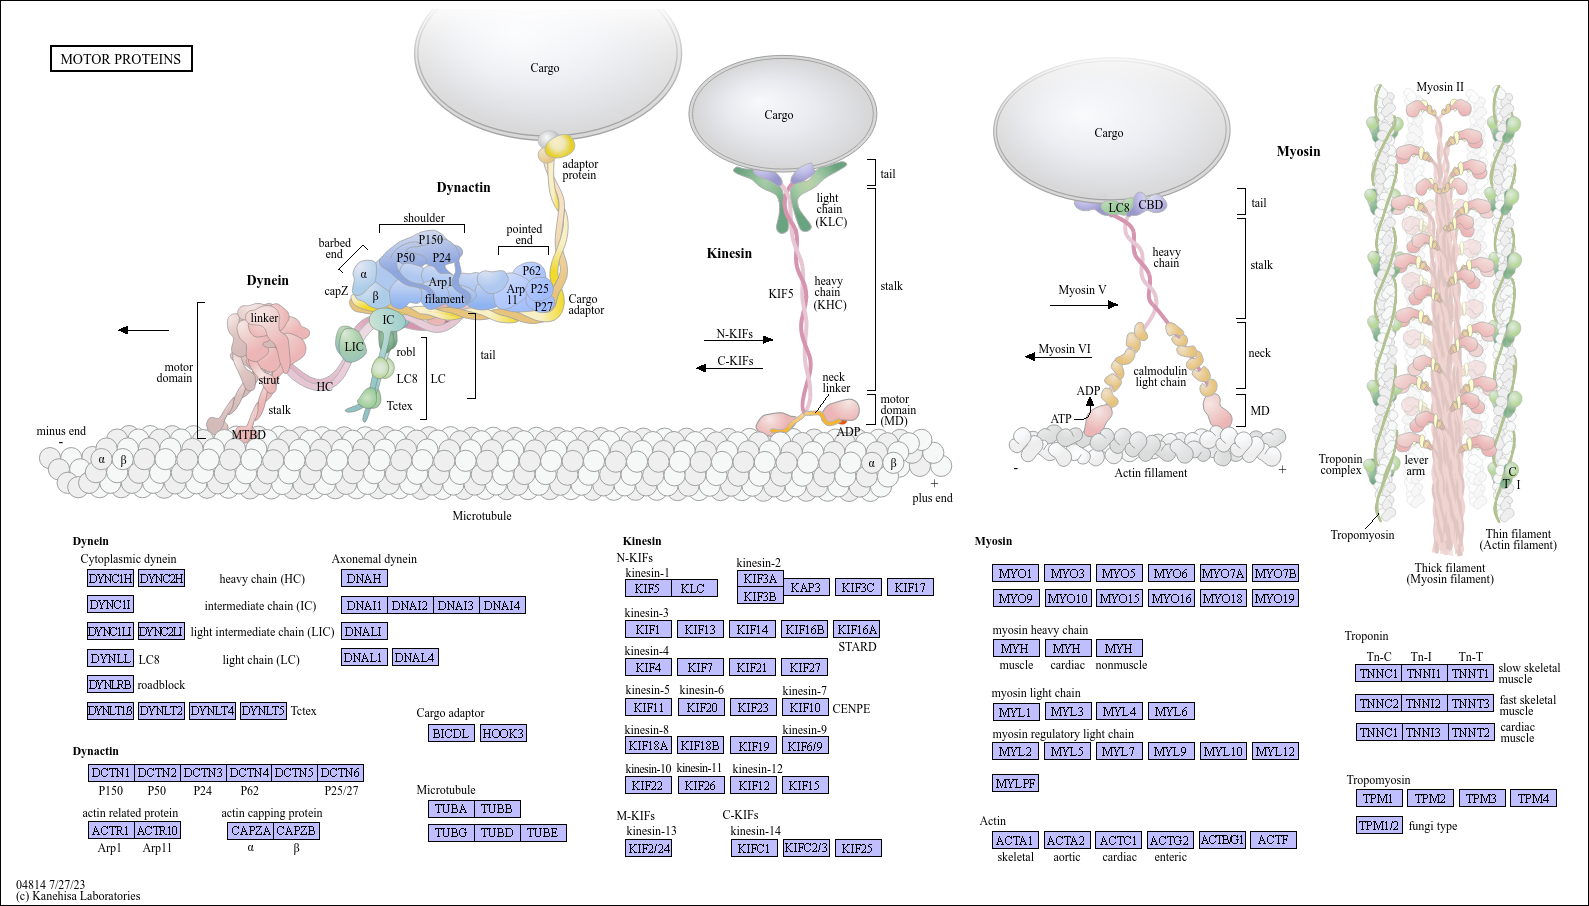 MOTOR PROTEINS
Cargo
adaptor
protein
Dynactin
shoulder
P150
P50
P24
barbed
end
pointed
end
α
capZ
β
Arp1
filament
P62
Arp
11
P25
P27
Cargo
adaptor
Dynein
linker
IC
LIC
robl
LC8
LC
Tctex
tail
motor
domain
strut
HC
stalk
MTBD
minus end
-
α
β
Microtubule
Cargo
tail
light
chain
(KLC)
Kinesin
KIF5
heavy
chain
(KHC)
stalk
N-KIFs
C-KIFs
neck
linker
motor
domain
(MD)
ADP
α
β
+
plus end
Cargo
Myosin
LC8
CBD
tail
heavy
chain
stalk
Myosin V
Myosin VI
neck
calmodulin
light chain
ADP
ATP
MD
-
+
Actin fillament
Myosin II
Troponin
complex
lever
arm
C
T
I
Tropomyosin
Thin filament
(Actin filament)
Thick filament
(Myosin filament)
Dynein
Cytoplasmic dynein
Axonemal dynein
DYNC1H DYNC2H heavy chain (HC) DNAH
DYNC1I intermediate chain (IC) DNAI1 DNAI2 DNAI3 DNAI4
DYNC1LI DYNC2LI light intermediate chain (LIC) DNALI
DYNLL LC8 light chain (LC) DNAL1 DNAL4
DYNLRB roadblock
DYNLT1ß DYNLT2 DYNLT4 DYNLT5 Tctex
Dynactin
DCTN1 DCTN2 DCTN3 DCTN4 DCTN5 DCTN6
P150 P50 P24 P62 P25/27
actin related protein
actin capping protein
ACTR1 ACTR10 CAPZA CAPZB
Arp1 Arp11 α β
Cargo adaptor
BICDL HOOK3
Microtubule
TUBA TUBB
TUBG TUBD TUBE
Kinesin
N-KIFs
kinesin-1
KIF5 KLC
kinesin-2
KIF3A
KIF3B
KAP3 KIF3C KIF17
kinesin-3
KIF1 KIF13 KIF14 KIF16B KIF16A
STARD
kinesin-4
KIF4 KIF7 KIF21 KIF27
kinesin-5 kinesin-6 kinesin-7
KIF11 KIF20 KIF23 KIF10 CENPE
kinesin-8 kinesin-9
KIF18A KIF18B KIF19 KIF6/9
kinesin-10 kinesin-11 kinesin-12
KIF22 KIF26 KIF12 KIF15
M-KIFs C-KIFs
kinesin-13 kinesin-14
KIF2/24 KIFC1 KIFC2/3 KIF25
Myosin
MYO1 MYO3 MYO5 MYO6 MYO7A MYO7B
MYO9 MYO10 MYO15 MYO16 MYO18 MYO19
myosin heavy chain
MYH MYH MYH
muscle cardiac nonmuscle
myosin light chain
MYL1 MYL3 MYL4 MYL6
myosin regulatory light chain
MYL2 MYL5 MYL7 MYL9 MYL10 MYL12
MYLPF
Actin
ACTA1 ACTA2 ACTC1 ACTG2 ACTB/G1 ACTF
skeletal aortic cardiac enteric
Troponin
Tn-C Tn-I Tn-T
TNNC1 TNNI1 TNNT1 slow skeletal
muscle
TNNC2 TNNI2 TNNT3 fast skeletal
muscle
TNNC1 TNNI3 TNNT2 cardiac
muscle
Tropomyosin
TPM1 TPM2 TPM3 TPM4
TPM1/2 fungi type
04814 7/27/23
(c) Kanehisa Laboratories